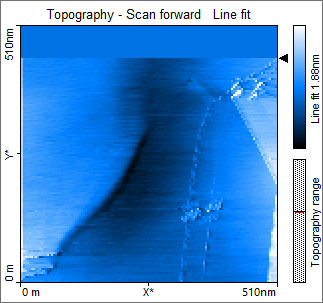 Topography - Scan forward Line fit
510nm
Y*
0 m
0 m
X*
510nm
Line fit 1.88nm
Topography range